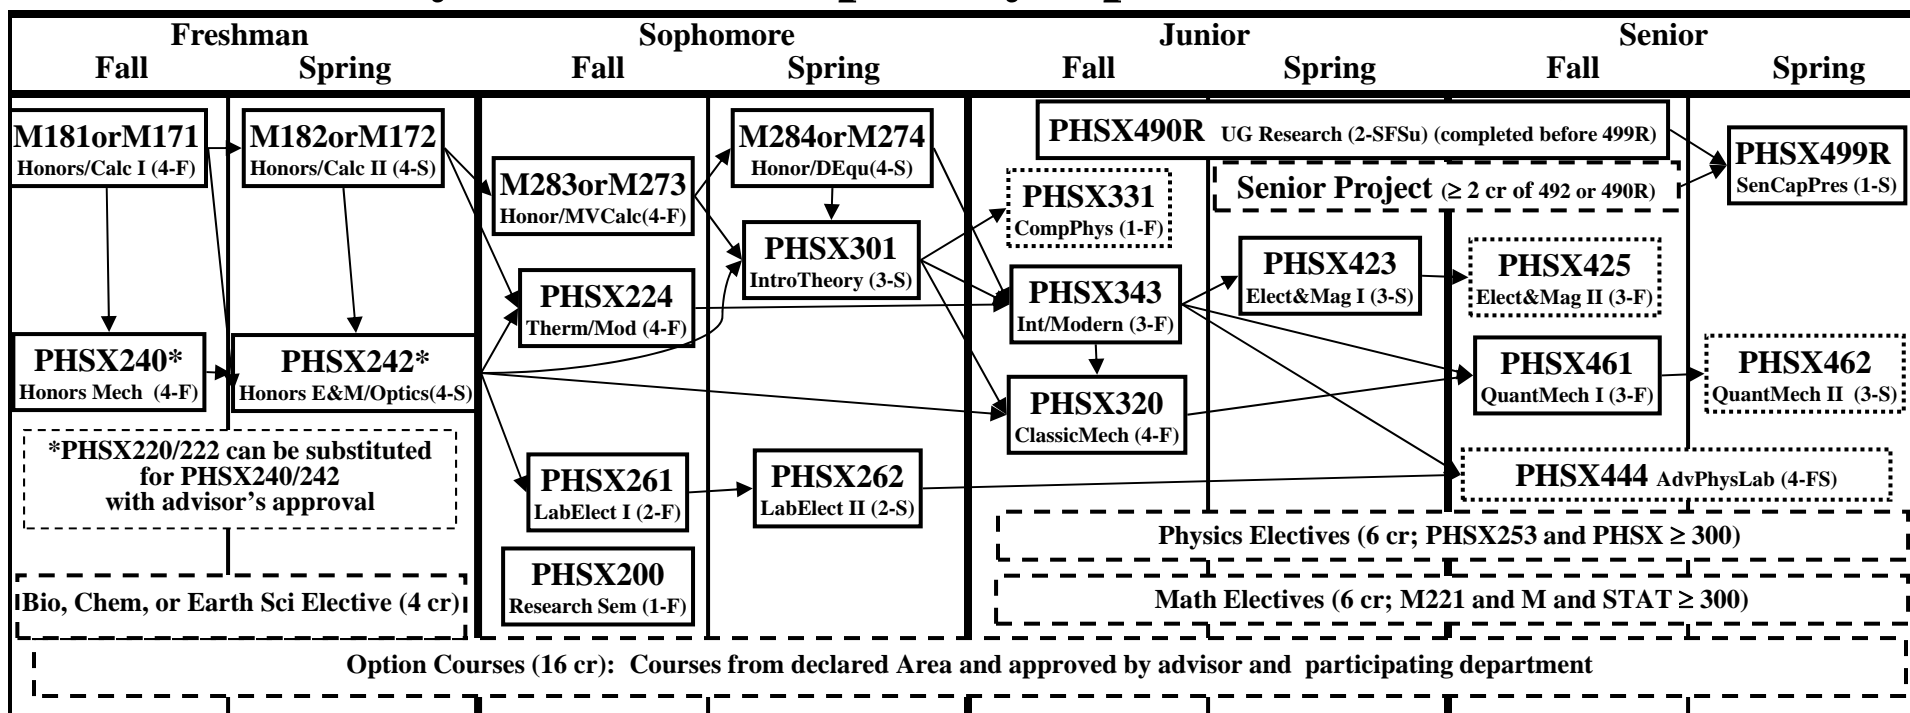 Freshman Sophomore Junior Senior
Fall Spring Fall Spring Fall Spring Fall Spring
M181orM171
Honors/Calc I (4-F)
M182orM172
Honors/Calc II (4-S)
M283orM273
Honor/MVCalc(4-F)
M284orM274
Honor/DEqu(4-S)
PHSX490R UG Research (2-SFSu) (completed before 499R)
PHSX499R
SenCapPres (1-S)
Senior Project (≥ 2 cr of 492 or 490R)
PHSX331
CompPhys (1-F)
PHSX301
IntroTheory (3-S)
PHSX423
Elect&Mag I (3-S)
PHSX425
Elect&Mag II (3-F)
PHSX224
Therm/Mod (4-F)
PHSX343
Int/Modern (3-F)
PHSX240*
Honors Mech (4-F)
PHSX242*
Honors E&M/Optics(4-S)
PHSX320
ClassicMech (4-F)
PHSX461
QuantMech I (3-F)
PHSX462
QuantMech II (3-S)
*PHSX220/222 can be substituted
for PHSX240/242
with advisor's approval
PHSX261
LabElect I (2-F)
PHSX262
LabElect II (2-S)
PHSX444 AdvPhysLab (4-FS)
Physics Electives (6 cr; PHSX253 and PHSX ≥ 300)
PHSX200
Research Sem (1-F)
Bio, Chem, or Earth Sci Elective (4 cr)
Math Electives (6 cr; M221 and M and STAT ≥ 300)
Option Courses (16 cr): Courses from declared Area and approved by advisor and participating department